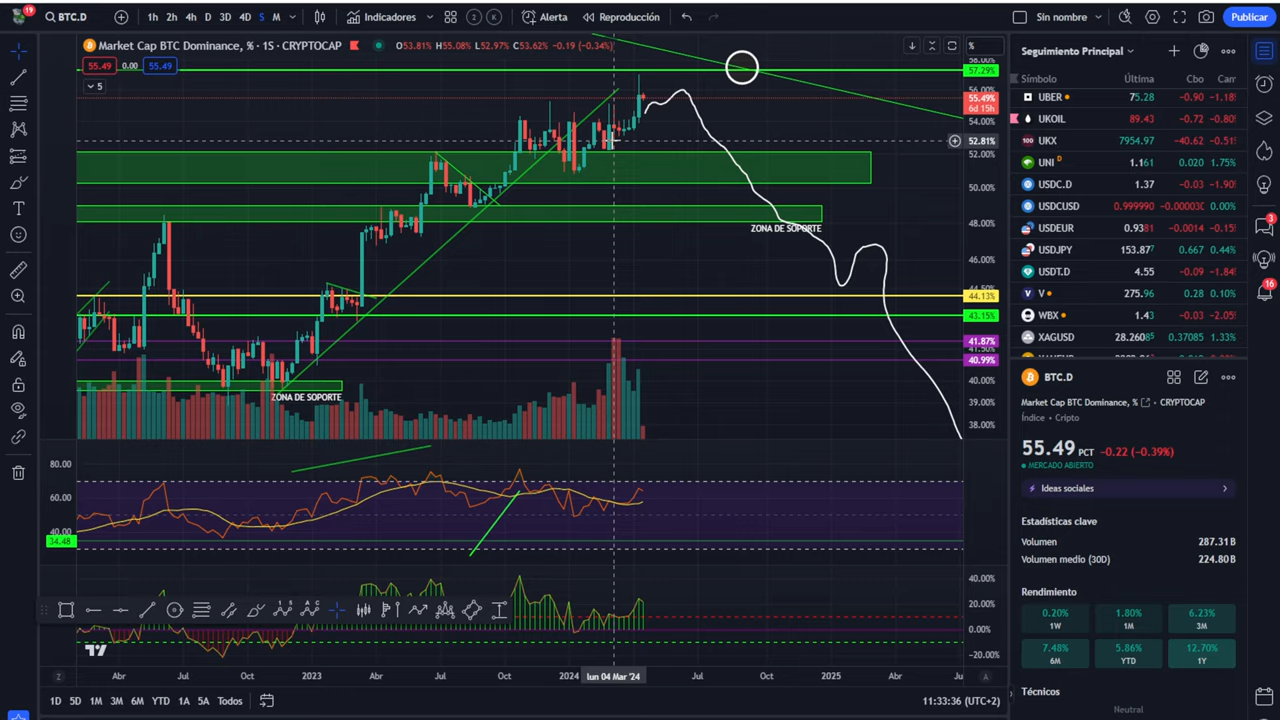 19
BTC.D
1h 2h 4h D 3D 4D S M
Indicadores
2 K
Alerta
Reproducción
Sin nombre
Publicar
Market Cap BTC Dominance, % · 1S · CRYPTOCAP
O53.81% H55.08% L52.97% C53.62% -0.19 (-0.34%)
55.49 0.00 55.49
5
%
57.29%
56.00%
55.49%
6d 15h
54.00%
52.81%
52.00%
50.00%
48.00%
46.00%
44.13%
43.15%
41.87%
40.99%
40.00%
38.00%
ZONA DE SOPORTE
ZONA DE SOPORTE
80.00
60.00
40.00
34.48
40.00%
20.00%
0.00%
-20.00%
Z
Abr Jul Oct 2023 Abr Jul Oct 2024 lun 04 Mar '24 Jul Oct 2025 Abr Ju
A
1D 5D 1M 3M 6M YTD 1A 5A Todos
11:33:36 (UTC+2)
Seguimiento Principal
Símbolo Última Cbo Cam
UBER 75.28 -0.90 -1.18
UKOIL 89.43 -0.72 -0.80
UKX 7954.97 -40.62 -0.51
UNI D 1.161 0.020 1.75%
USDC.D 1.37 -0.03 -1.90
USDCUSD 0.999990 -0.00003 0.00%
USDEUR 0.9381 -0.0014 -0.15
USDJPY 153.877 0.667 0.44%
USDT.D 4.55 -0.09 -1.84
V 275.96 0.28 0.10%
WBX 1.43 -0.03 -2.05
XAGUSD 28.26085 0.37085 1.33%
BTC.D
Market Cap BTC Dominance, % · CRYPTOCAP
Índice · Cripto
55.49 PCT -0.22 (-0.39%)
MERCADO ABIERTO
Ideas sociales
Estadísticas clave
Volumen 287.31B
Volumen medio (30D) 224.80B
Rendimiento
0.20% 1.80% 6.23%
1W 1M 3M
7.48% 5.86% 12.70%
6M YTD 1Y
Técnicos
Neutral
3
16